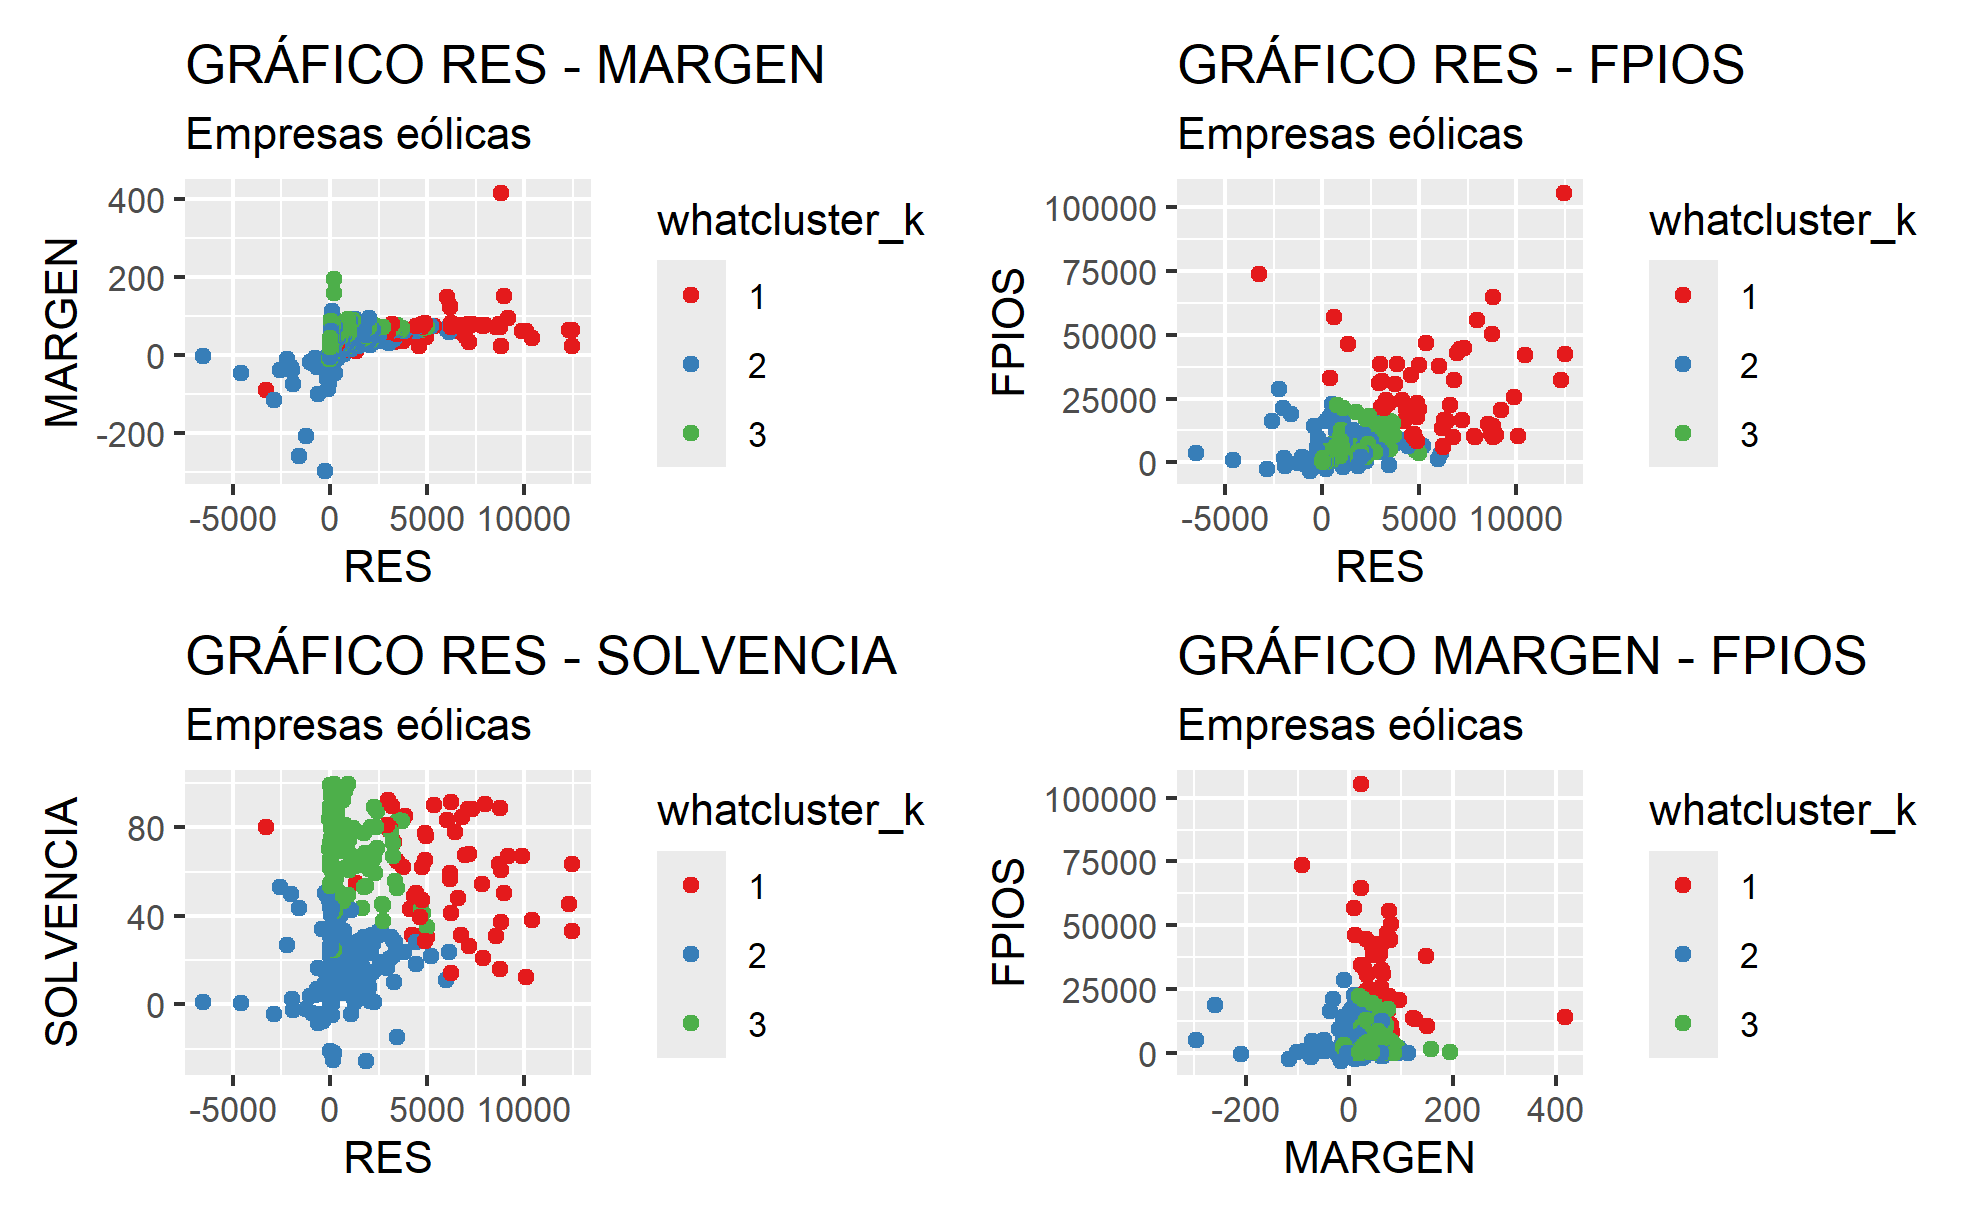 GRÁFICO RES - MARGEN
Empresas eólicas
MARGEN
400
200
0
-200
-5000 0 5000 10000
RES
whatcluster_k
1
2
3
GRÁFICO RES - FPIOS
Empresas eólicas
FPIOS
100000
75000
50000
25000
0
-5000 0 5000 10000
RES
whatcluster_k
1
2
3
GRÁFICO RES - SOLVENCIA
Empresas eólicas
SOLVENCIA
80
40
0
-5000 0 5000 10000
RES
whatcluster_k
1
2
3
GRÁFICO MARGEN - FPIOS
Empresas eólicas
FPIOS
100000
75000
50000
25000
0
-200 0 200 400
MARGEN
whatcluster_k
1
2
3